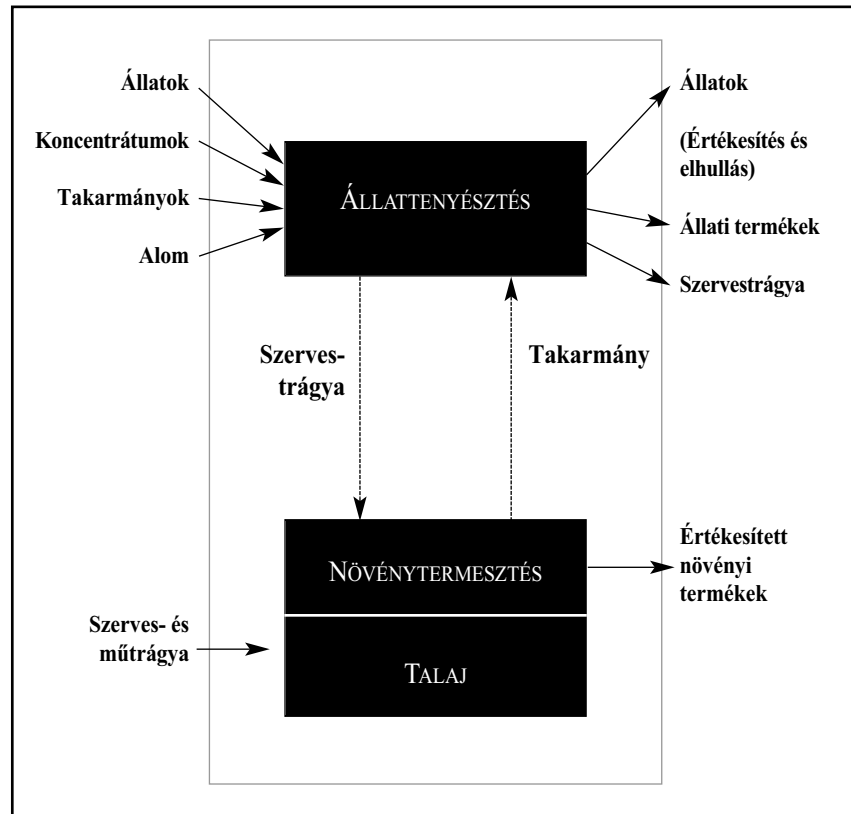 Állatok
Koncentrátumok
Takarmányok
Alom
ÁLLATTENYÉSZTÉS
Állatok
(Értékesítés és
elhullás)
Állati termékek
Szervestrágya
Szerves-
trágya
Takarmány
NÖVÉNYTERMESZTÉS
Értékesített
növényi
termékek
Szerves- és
műtrágya
TALAJ